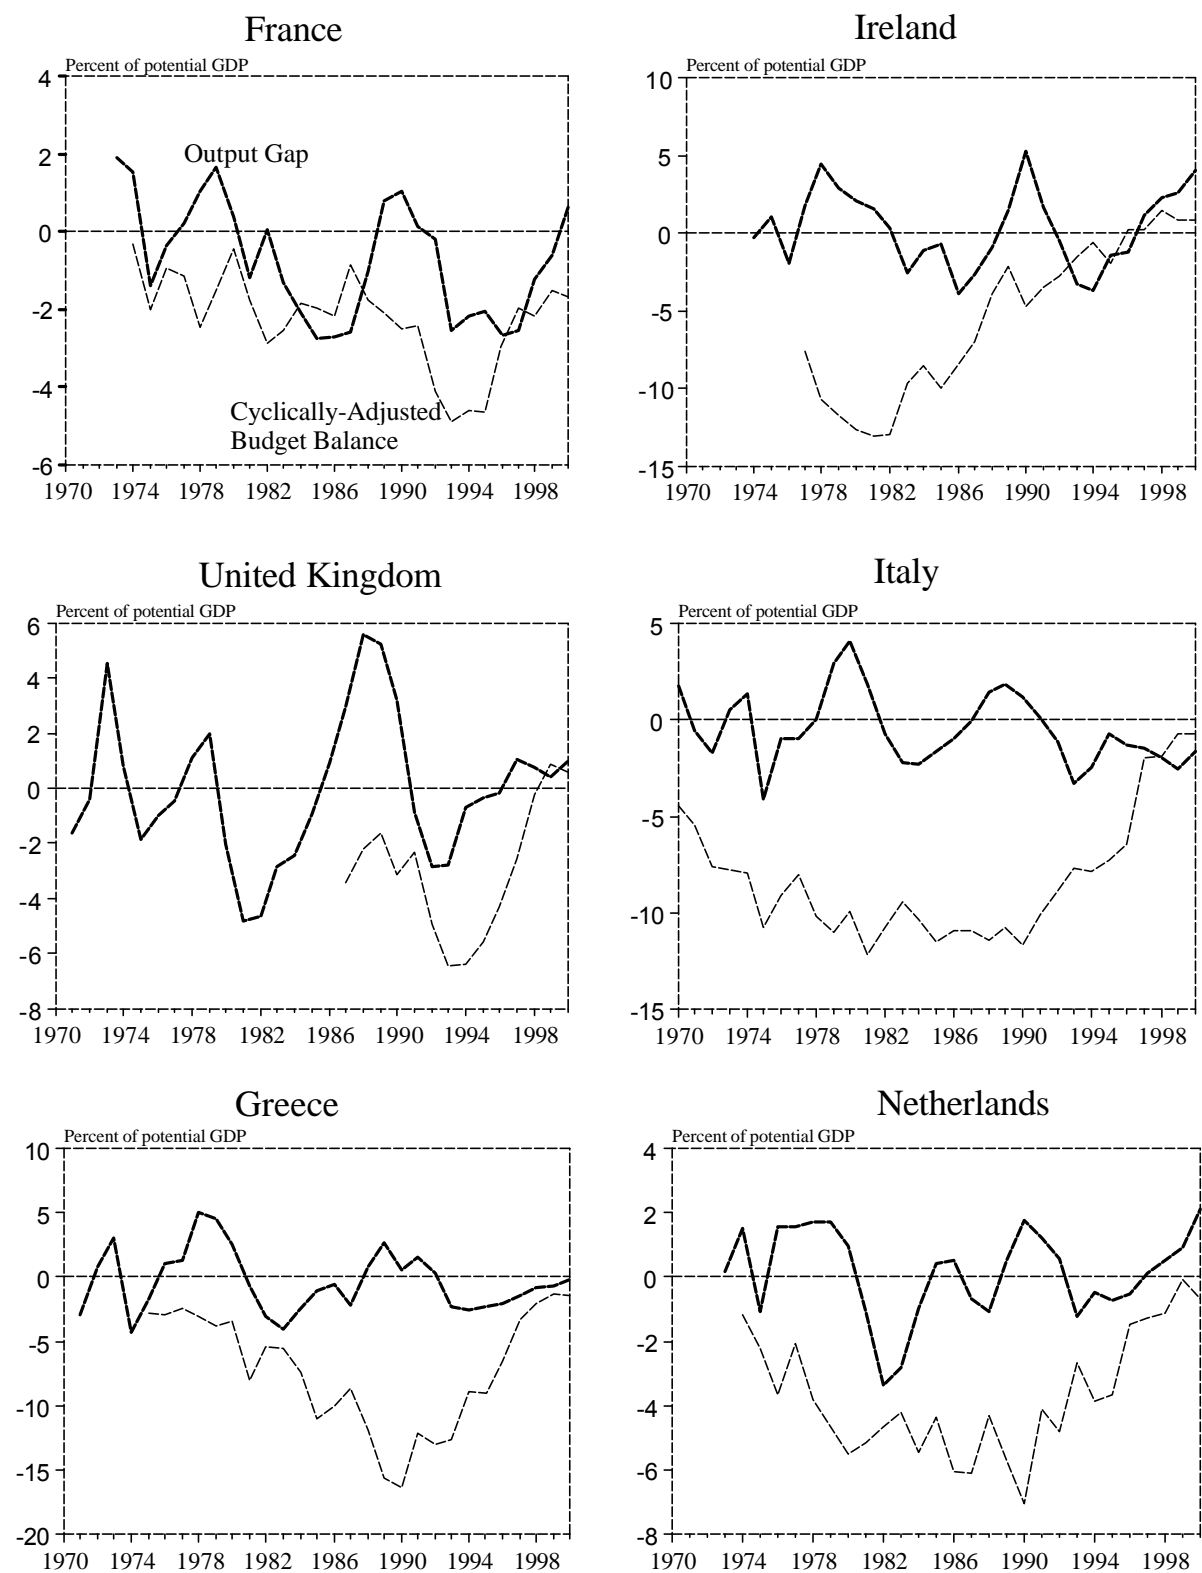 France
Percent of potential GDP
4
2
0
-2
-4
-6
Output Gap
Cyclically-Adjusted
Budget Balance
1970 1974 1978 1982 1986 1990 1994 1998
Ireland
Percent of potential GDP
10
5
0
-5
-10
-15
1970 1974 1978 1982 1986 1990 1994 1998
United Kingdom
Percent of potential GDP
6
4
2
0
-2
-4
-6
-8
1970 1974 1978 1982 1986 1990 1994 1998
Italy
Percent of potential GDP
5
0
-5
-10
-15
1970 1974 1978 1982 1986 1990 1994 1998
Greece
Percent of potential GDP
10
5
0
-5
-10
-15
-20
1970 1974 1978 1982 1986 1990 1994 1998
Netherlands
Percent of potential GDP
4
2
0
-2
-4
-6
-8
1970 1974 1978 1982 1986 1990 1994 1998